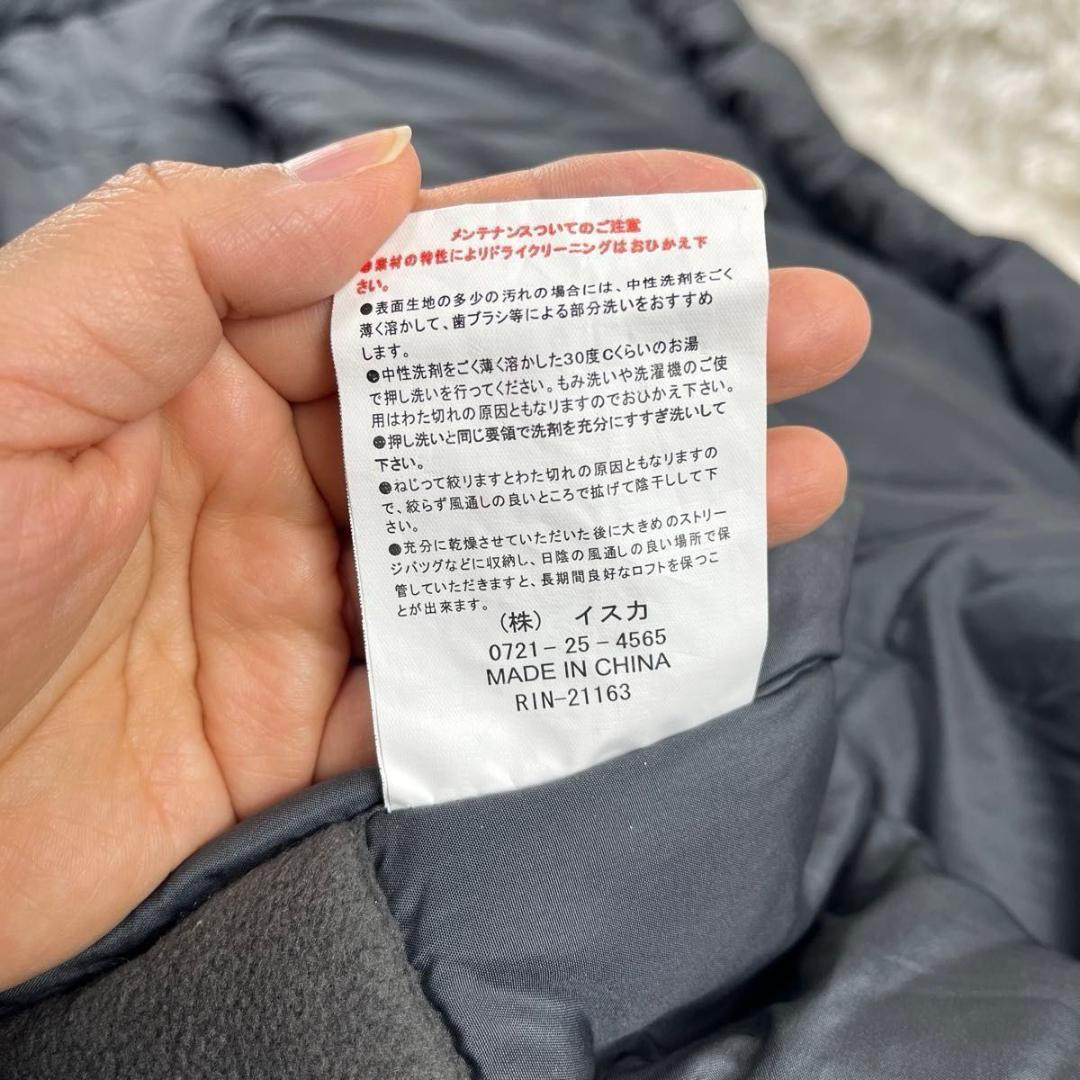 メンテナンスついてのご注意
●素材の特性によりドライクリーニングはおひかえ下
さい。
●表面生地の多少の汚れの場合には、中性洗剤をごく
薄く溶かして、歯ブラシ等による部分洗いをおすすめ
します。
●中性洗剤をごく薄く溶かした30度Cくらいのお湯
で押し洗いを行ってください。もみ洗いや洗濯機のご使
用はわた切れの原因ともなりますのでおひかえ下さい。
●押し洗いと同じ要領で洗剤を充分にすすぎ洗いして
下さい。
●ねじって絞りますとわた切れの原因ともなりますの
で、絞らず風通しの良いところで拡げて陰干しして下
さい。
●充分に乾燥させていただいた後に大きめのストリー
ジバッグなどに収納し、日陰の風通しの良い場所で保
管していただきますと、長期間良好なロフトを保つこ
とが出来ます。
(株) イスカ
0721-25-4565
MADE IN CHINA
RIN-21163